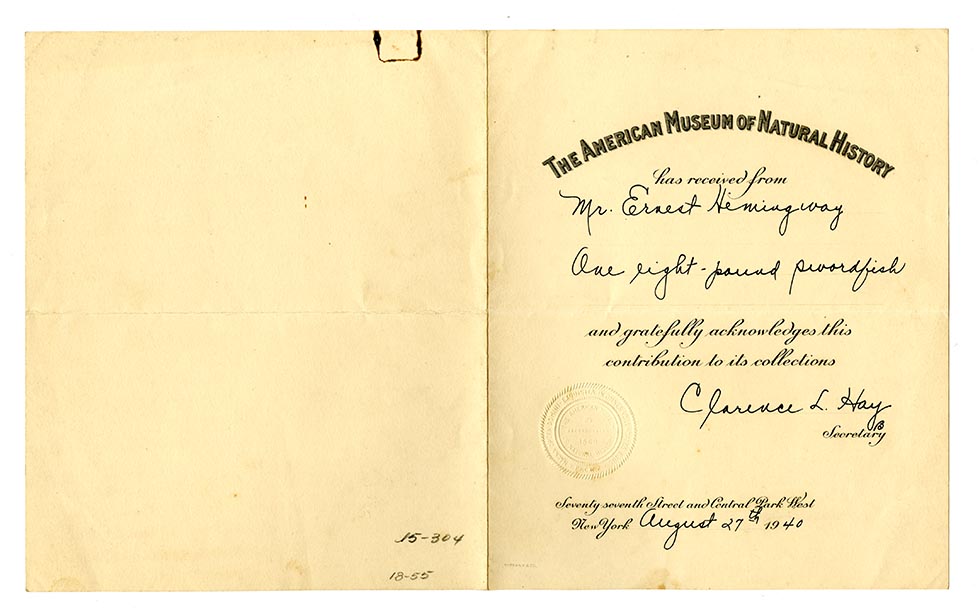 THE AMERICAN MUSEUM OF NATURAL HISTORY
has received from
Mr. Ernest Hemingway
One eight-pound swordfish
and gratefully acknowledges this
contribution to its collections
Clarence L. Hay
Secretary
Seventy seventh Street and Central Park West
New York August 27th 1940
15-304
18-55